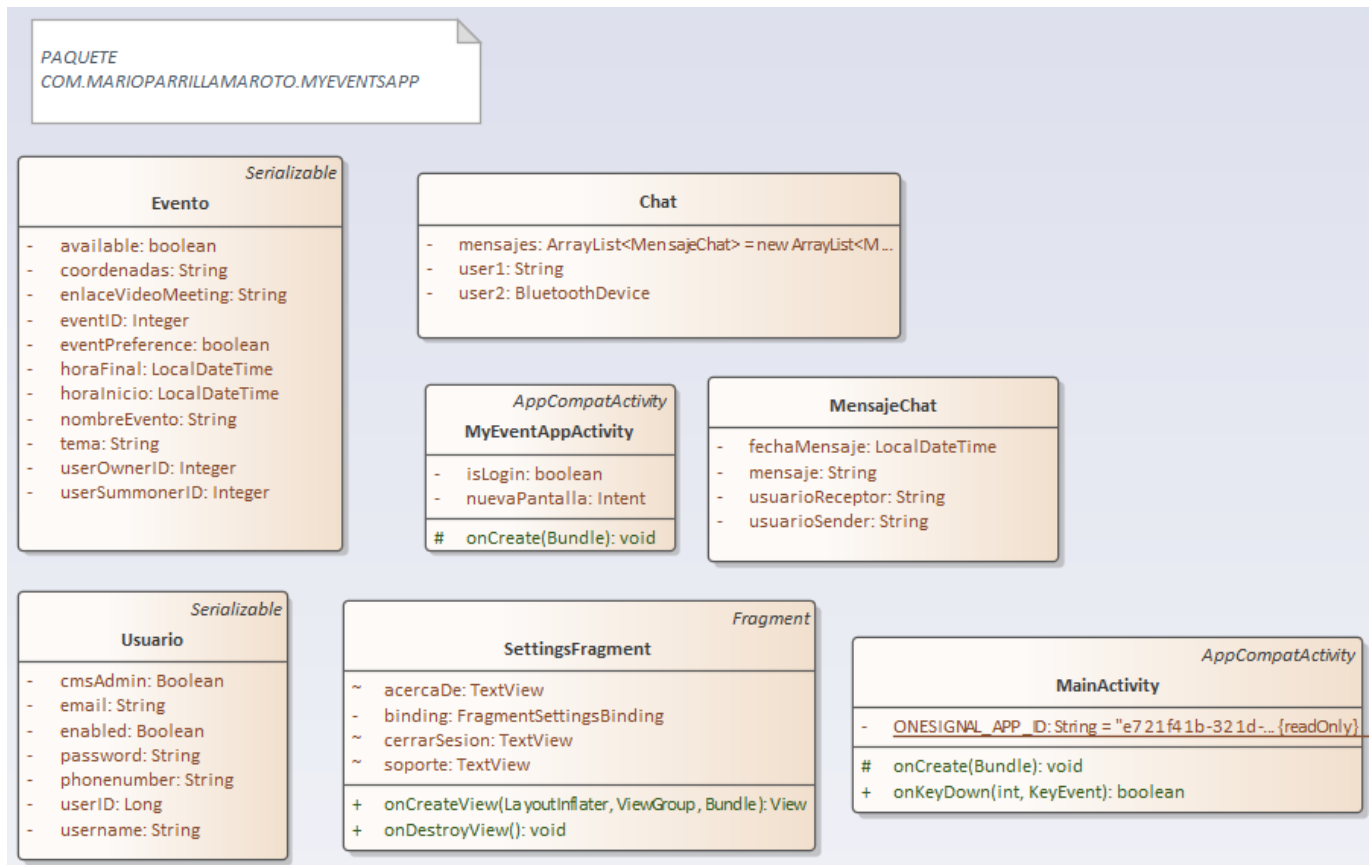 PAQUETE
COM.MARIOPARRILLAMAROTO.MYEVENTSAPP
Serializable
Evento
- available: boolean
- coordenadas: String
- enlaceVideoMeeting: String
- eventID: Integer
- eventPreference: boolean
- horaFinal: LocalDateTime
- horaInicio: LocalDateTime
- nombreEvento: String
- tema: String
- userOwnerID: Integer
- userSummonerID: Integer
Chat
- mensajes: ArrayList<MensajeChat> = new ArrayList<M...
- user1: String
- user2: BluetoothDevice
AppCompatActivity
MyEventAppActivity
- isLogin: boolean
- nuevaPantalla: Intent
# onCreate(Bundle): void
MensajeChat
- fechaMensaje: LocalDateTime
- mensaje: String
- usuarioReceptor: String
- usuarioSender: String
Serializable
Usuario
- cmsAdmin: Boolean
- email: String
- enabled: Boolean
- password: String
- phonenumber: String
- userID: Long
- username: String
Fragment
SettingsFragment
~ acercaDe: TextView
- binding: FragmentSettingsBinding
~ cerrarSesion: TextView
~ soporte: TextView
+ onCreateView(LayoutInflater, ViewGroup, Bundle): View
+ onDestroyView(): void
AppCompatActivity
MainActivity
- ONESIGNAL_APP_ID: String = "e721f41b-321d-... {readOnly}
# onCreate(Bundle): void
+ onKeyDown(int, KeyEvent): boolean